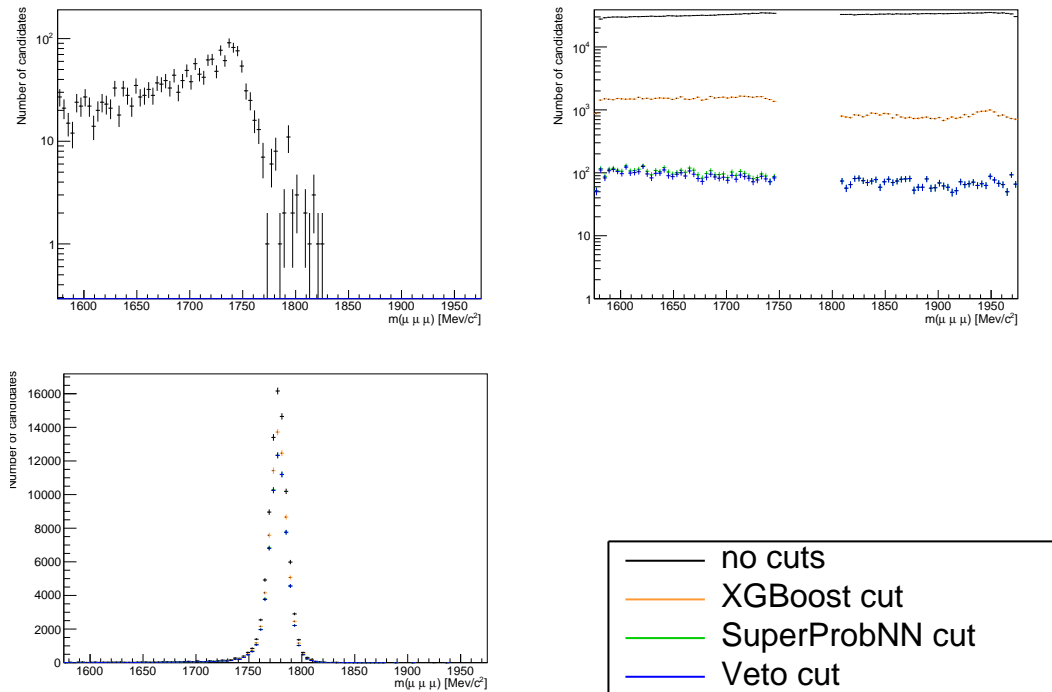 Number of candidates
10²
10
1
1600 1650 1700 1750 1800 1850 1900 1950
m(μ μ μ) [Mev/c²]
Number of candidates
10⁴
10³
10²
10
1
1600 1650 1700 1750 1800 1850 1900 1950
m(μ μ μ) [Mev/c²]
Number of candidates
16000
14000
12000
10000
8000
6000
4000
2000
0
1600 1650 1700 1750 1800 1850 1900 1950
m(μ μ μ) [Mev/c²]
no cuts
XGBoost cut
SuperProbNN cut
Veto cut